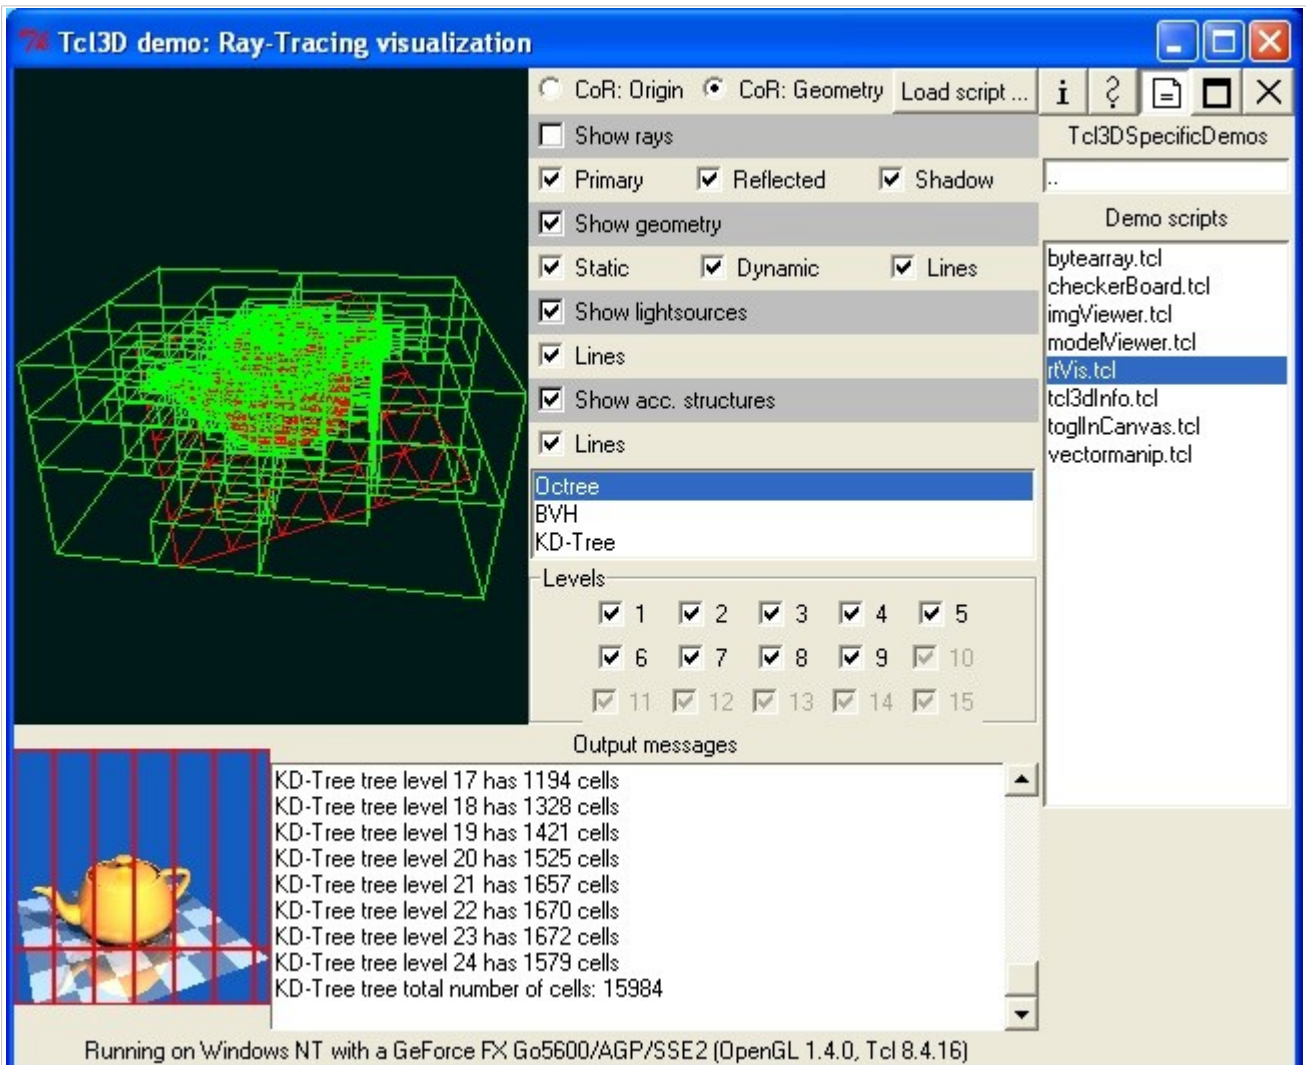 Tcl3D demo: Ray-Tracing visualization
CoR: Origin CoR: Geometry Load script ...
Show rays
Primary Reflected Shadow
Show geometry
Static Dynamic Lines
Show lightsources
Lines
Show acc. structures
Lines
Octree
BVH
KD-Tree
Levels
1 2 3 4 5
6 7 8 9 10
11 12 13 14 15
i ?
Tcl3DSpecificDemos
..
Demo scripts
bytearray.tcl
checkerBoard.tcl
imgViewer.tcl
modelViewer.tcl
rtVis.tcl
tcl3dInfo.tcl
toglInCanvas.tcl
vectormanip.tcl
Output messages
KD-Tree tree level 17 has 1194 cells
KD-Tree tree level 18 has 1328 cells
KD-Tree tree level 19 has 1421 cells
KD-Tree tree level 20 has 1525 cells
KD-Tree tree level 21 has 1657 cells
KD-Tree tree level 22 has 1670 cells
KD-Tree tree level 23 has 1672 cells
KD-Tree tree level 24 has 1579 cells
KD-Tree tree total number of cells: 15984
Running on Windows NT with a GeForce FX Go5600/AGP/SSE2 (OpenGL 1.4.0, Tcl 8.4.16)